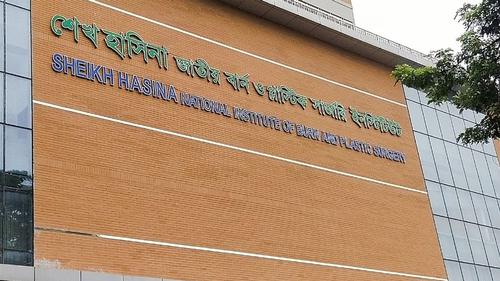 শেখ হাসিনা জাতীয় বার্ন ও প্লাস্টিক সার্জারি ইনস্টিটিউট
SHEIKH HASINA NATIONAL INSTITUTE OF BURN AND PLASTIC SURGERY